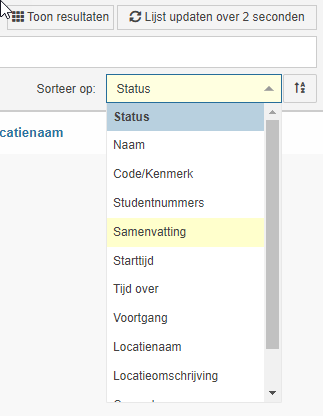 Toon resultaten
Lijst updaten over 2 seconden
Sorteer op:
Status
catienaam
Status
Naam
Code/Kenmerk
Studentnummers
Samenvatting
Starttijd
Tijd over
Voortgang
Locatienaam
Locatieomschrijving